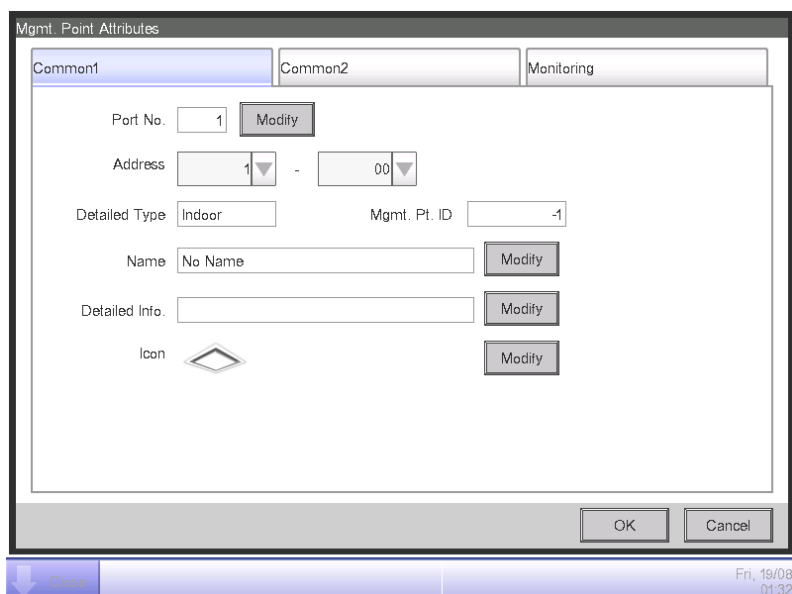 Mgmt. Point Attributes
Common1 Common2 Monitoring
Port No. 1 Modify
Address 1 - 00
Detailed Type Indoor Mgmt. Pt. ID -1
Name No Name Modify
Detailed Info. Modify
Icon Modify
OK Cancel
Close Fri, 19/08
01:32